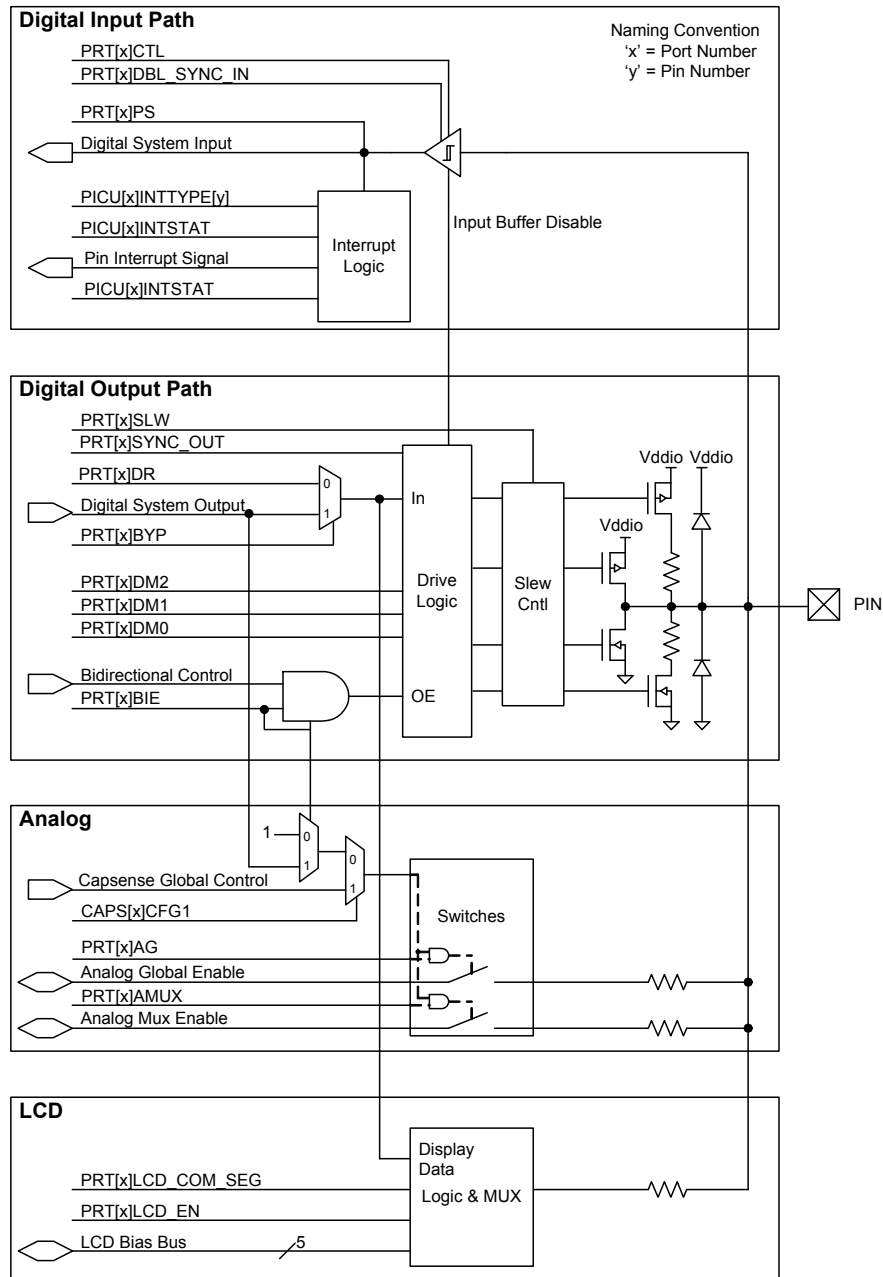 Digital Input Path
Naming Convention
'x' = Port Number
'y' = Pin Number
PRT[x]CTL
PRT[x]DBL_SYNC_IN
PRT[x]PS
Digital System Input
PICU[x]INTTYPE[y]
PICU[x]INTSTAT
Pin Interrupt Signal
PICU[x]INTSTAT
Interrupt
Logic
Input Buffer Disable
Digital Output Path
PRT[x]SLW
PRT[x]SYNC_OUT
PRT[x]DR
Digital System Output
PRT[x]BYP
0
1
PRT[x]DM2
PRT[x]DM1
PRT[x]DM0
Bidirectional Control
PRT[x]BIE
In
Drive
Logic
OE
Slew
Cntl
Vddio Vddio
Vddio
PIN
Analog
1
0
1
0
1
Capsense Global Control
CAPS[x]CFG1
Switches
PRT[x]AG
Analog Global Enable
PRT[x]AMUX
Analog Mux Enable
LCD
Display
Data
Logic & MUX
PRT[x]LCD_COM_SEG
PRT[x]LCD_EN
LCD Bias Bus
5